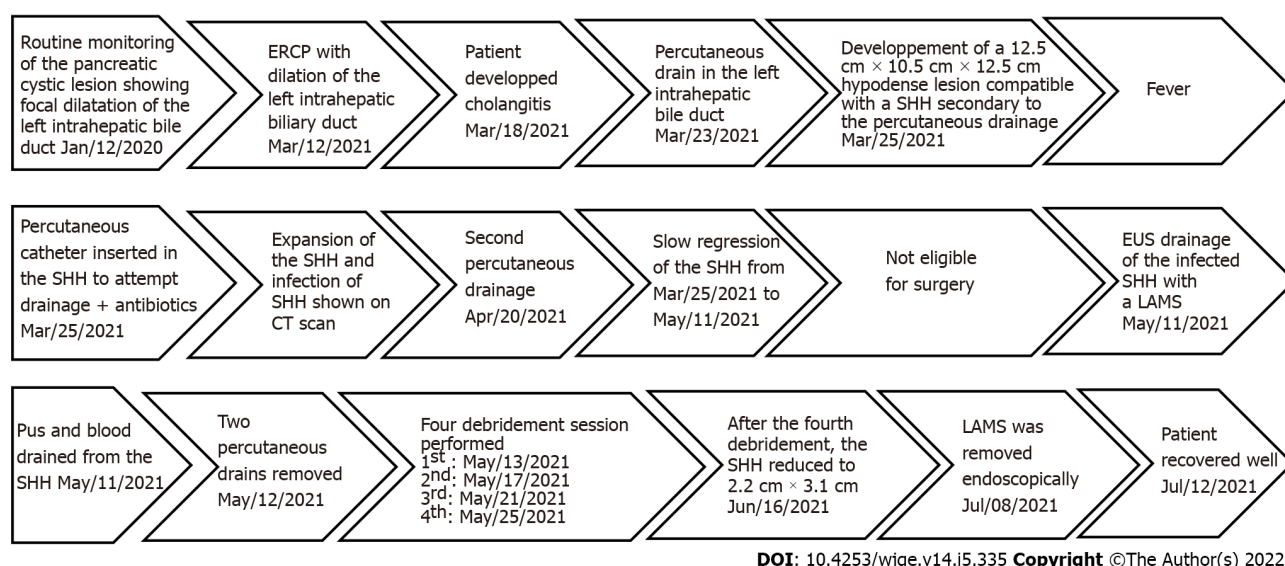 Routine monitoring
of the pancreatic
cystic lesion showing
focal dilatation of the
left intrahepatic bile
duct Jan/12/2020
ERCP with
dilation of the
left intrahepatic
biliary duct
Mar/12/2021
Patient
developped
cholangitis
Mar/18/2021
Percutaneous
drain in the left
intrahepatic
bile duct
Mar/23/2021
Developpement of a 12.5
cm × 10.5 cm × 12.5 cm
hypodense lesion compatible
with a SHH secondary to
the percutaneous drainage
Mar/25/2021
Fever
Percutaneous
catheter inserted in
the SHH to attempt
drainage + antibiotics
Mar/25/2021
Expansion of
the SHH and
infection of
SHH shown on
CT scan
Second
percutaneous
drainage
Apr/20/2021
Slow regression
of the SHH from
Mar/25/2021 to
May/11/2021
Not eligible
for surgery
EUS drainage
of the infected
SHH with
a LAMS
May/11/2021
Pus and blood
drained from the
SHH May/11/2021
Two
percutaneous
drains removed
May/12/2021
Four debridement session
performed
1st: May/13/2021
2nd: May/17/2021
3rd: May/21/2021
4th: May/25/2021
After the fourth
debridement, the
SHH reduced to
2.2 cm × 3.1 cm
Jun/16/2021
LAMS was
removed
endoscopically
Jul/08/2021
Patient
recovered well
Jul/12/2021
DOI: 10.4253/wjge.v14.i5.335 Copyright ©The Author(s) 2022